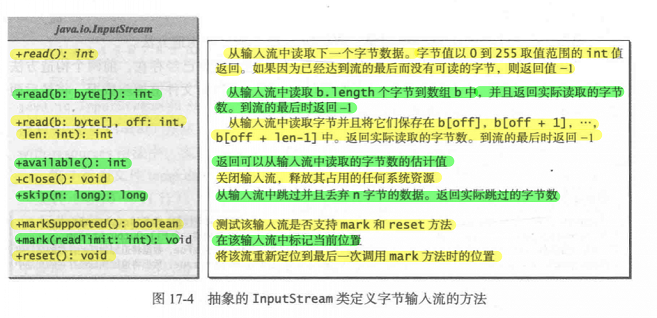 java.io.InputStream
+read(): int
从输入流中读取下一个字节数据。字节值以 0 到 255 取值范围的 int 值
返回。如果因为已经达到流的最后而没有可读的字节，则返回值 -1
+read(b: byte[]): int
从输入流中读取 b.length 个字节到数组 b 中，并且返回实际读取的字节
数。到流的最后时返回 -1
+read(b: byte[], off: int,
len: int): int
从输入流中读取字节并且将它们保存在 b[off]，b[off + 1]，…，
b[off + len-1] 中。返回实际读取的字节数。到流的最后时返回 -1
+available(): int
返回可以从输入流中读取的字节数的估计值
+close(): void
关闭输入流，释放其占用的任何系统资源
+skip(n: long): long
从输入流中跳过并且丢弃 n 字节的数据。返回实际跳过的字节数
+markSupported(): boolean
测试该输入流是否支持 mark 和 reset 方法
+mark(readlimit: int): void
在该输入流中标记当前位置
+reset(): void
将该流重新定位到最后一次调用 mark 方法时的位置
图 17-4 抽象的 InputStream 类定义字节输入流的方法